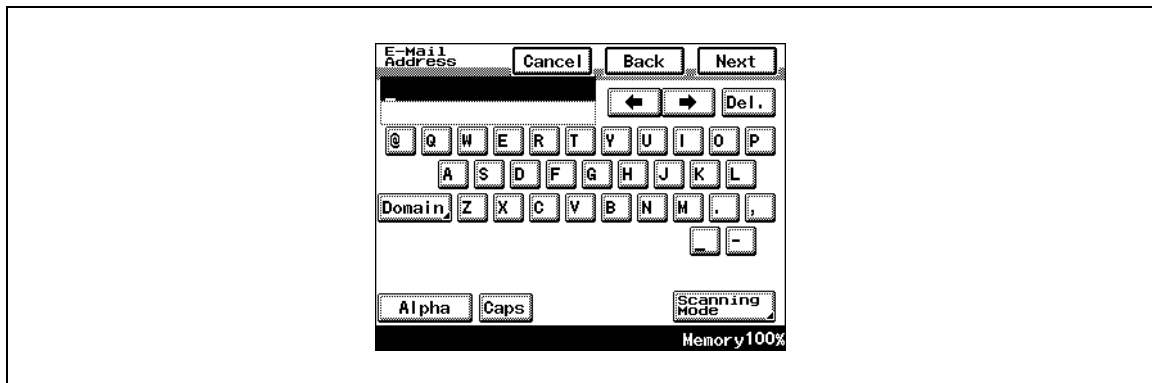 E-Mail
Address
Cancel Back Next
← → Del.
@ Q W E R T Y U I O P
A S D F G H J K L
Domain Z X C V B N M . ,
_ -
Alpha Caps
Scanning
Mode
Memory100%